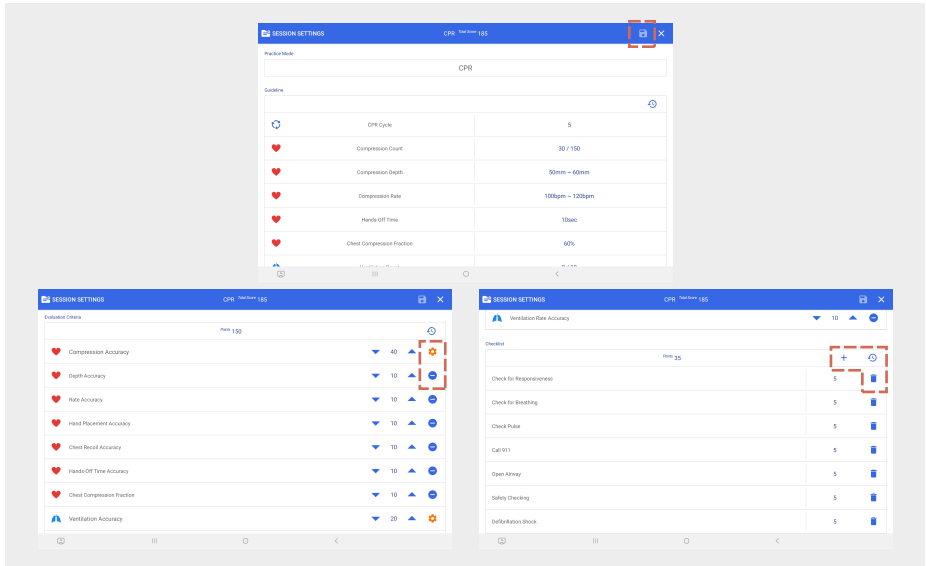 SESSION SETTINGS CPR Total Score 185
Practice Mode
CPR
Guideline
CPR Cycle 5
Compression Count 30 / 150
Compression Depth 50mm ~ 60mm
Compression Rate 100bpm ~ 120bpm
Hands-Off Time 10sec
Chest Compression Fraction 60%
SESSION SETTINGS CPR Total Score 185
Evaluation Criteria
Points 150
Compression Accuracy 40
Depth Accuracy 10
Rate Accuracy 10
Hand Placement Accuracy 10
Chest Recoil Accuracy 10
Hands-Off Time Accuracy 10
Chest Compression Fraction 10
Ventilation Accuracy 20
SESSION SETTINGS CPR Total Score 185
Ventilation Rate Accuracy 10
Checklist
Points 35
Check for Responsiveness 5
Check for Breathing 5
Check Pulse 5
Call 911 5
Open Airway 5
Safety Checking 5
Defibrillation Shock 5